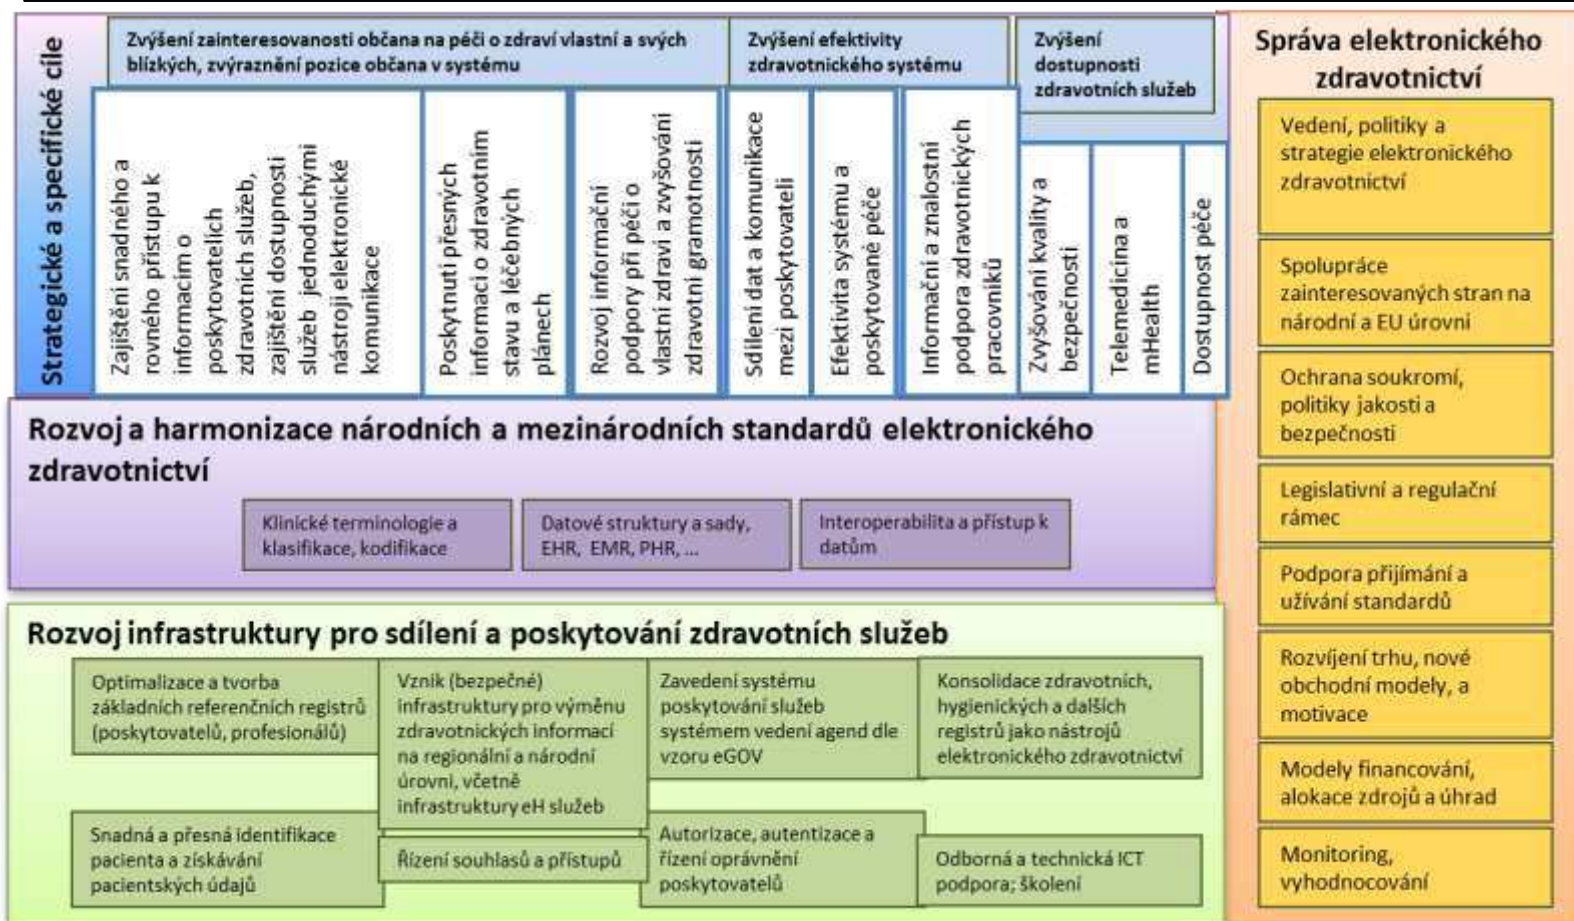 Strategické a specifické cíle
Zvýšení zainteresovanosti občana na péči o zdraví vlastní a svých
blízkých, zvýraznění pozice občana v systému
Zvýšení efektivity
zdravotnického systému
Zvýšení
dostupnosti
zdravotních služeb
Zajištění snadného a
rovného přístupu k
informacím o
poskytovatelich
zdravotních služeb,
zajištění dostupnosti
služeb jednoduchými
nástroji elektronické
komunikace
Poskytnutí přesných
informací o zdravotním
stavu a léčebných
plánech
Rozvoj informační
podpory při péči o
vlastní zdraví a zvyšování
zdravotní gramotnosti
Sdílení dat a komunikace
mezi poskytovateli
Efektivita systému a
poskytované péče
Informační a znalostní
podpora zdravotnických
pracovníků
Zvyšování kvality a
bezpečnosti
Telemedicina a
mHealth
Dostupnost péče
Rozvoj a harmonizace národních a mezinárodních standardů elektronického
zdravotnictví
Klinické terminologie a
klasifikace, kodifikace
Datové struktury a sady,
EHR, EMR, PHR, ...
Interoperabilita a přístup k
datům
Rozvoj infrastruktury pro sdílení a poskytování zdravotních služeb
Optimalizace a tvorba
základních referenčních registrů
(poskytovatelů, profesionálů)
Vznik (bezpečné)
infrastruktury pro výměnu
zdravotnických informací
na regionální a národní
úrovni, včetně
infrastruktury eH služeb
Zavedení systému
poskytování služeb
systémem vedení agend dle
vzoru eGOV
Konsolidace zdravotních,
hygienických a dalších
registrů jako nástrojů
elektronického zdravotnictví
Snadná a přesná identifikace
pacienta a získávání
pacientských údajů
Řízení souhlasů a přístupů
Autorizace, autentizace a
řízení oprávnění
poskytovatelů
Odborná a technická ICT
podpora; školení
Správa elektronického
zdravotnictví
Vedení, politiky a
strategie elektronického
zdravotnictví
Spolupráce
zainteresovaných stran na
národní a EU úrovni
Ochrana soukromí,
politiky jakosti a
bezpečnosti
Legislativní a regulační
rámec
Podpora přijímání a
užívání standardů
Rozvíjení trhu, nové
obchodní modely, a
motivace
Modely financování,
alokace zdrojů a úhrad
Monitoring,
vyhodnocování